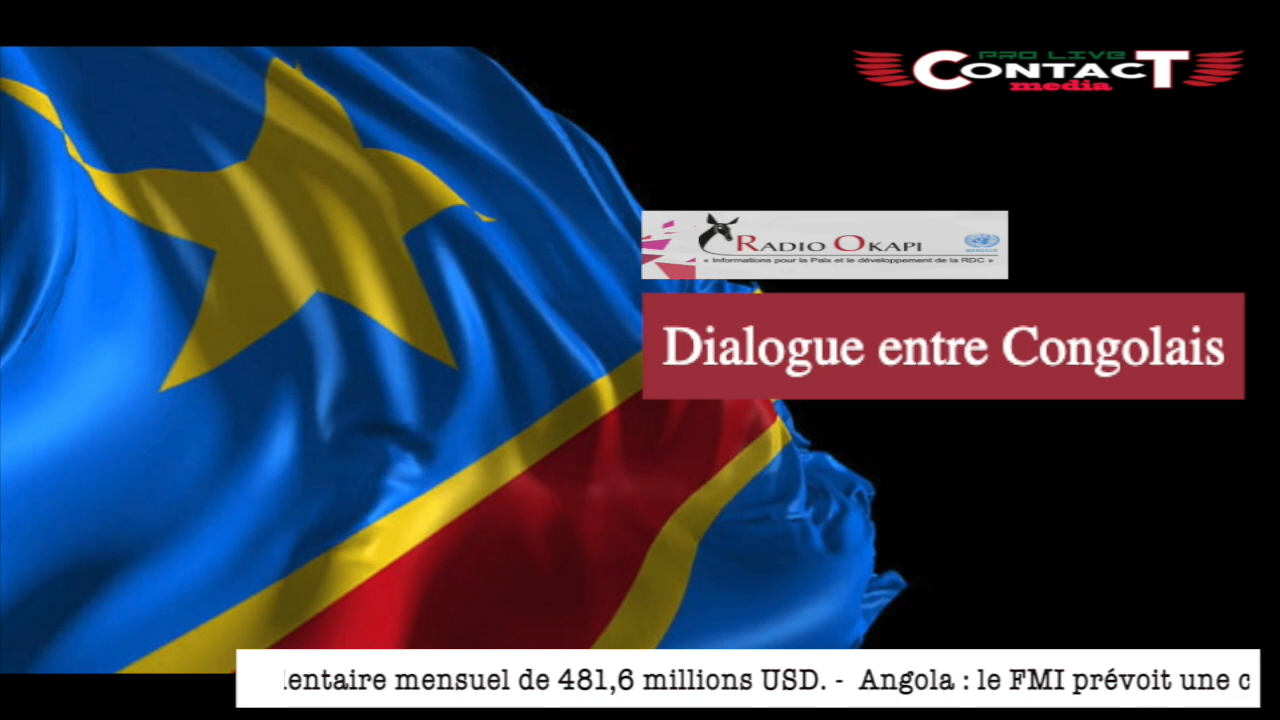 PRO LIVE
CONTACT
media
RADIO OKAPI
« Informations pour la Paix et le développement de la RDC »
Dialogue entre Congolais
mensuel de 481,6 millions USD. - Angola : le FMI prévoit une